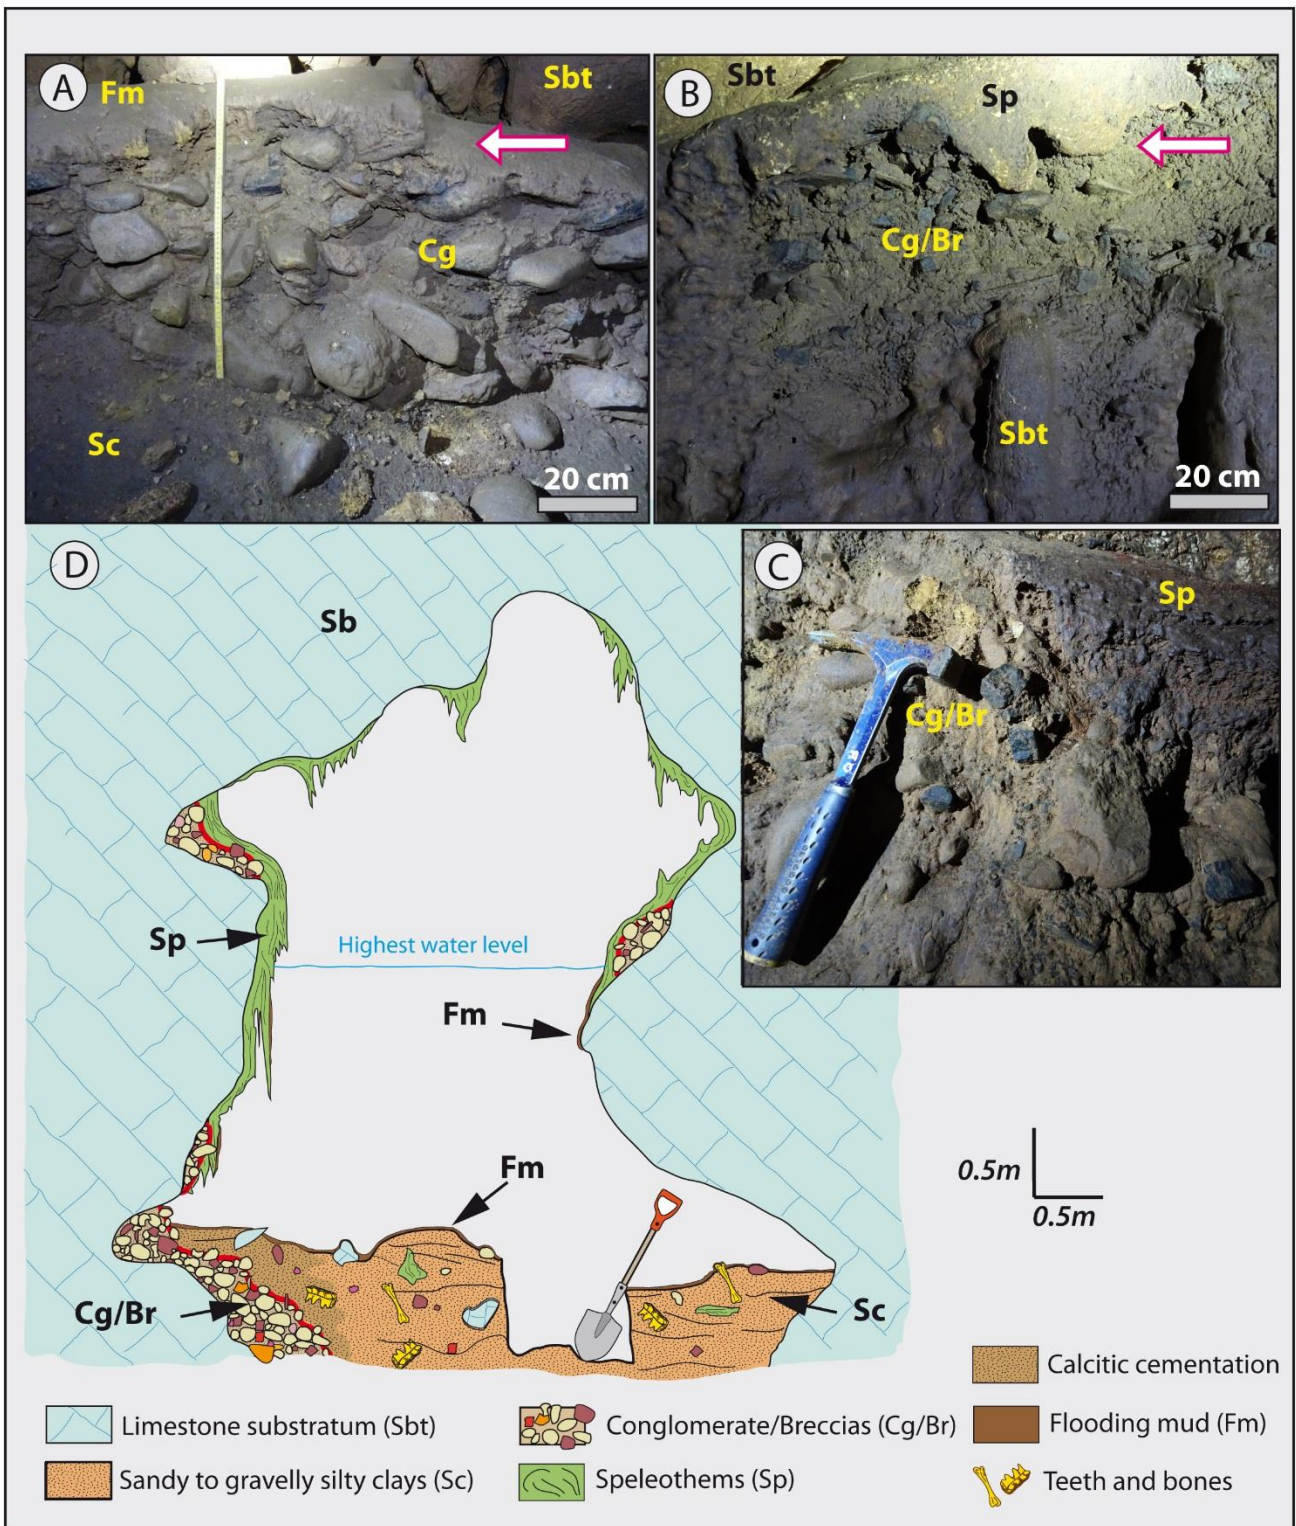 A
Fm
Sbt
Cg
Sc
20 cm
B
Sbt
Sp
Cg/Br
Sbt
20 cm
C
Sp
Cg/Br
D
Sb
Sp
Highest water level
Fm
Fm
Cg/Br
Sc
0.5m
0.5m
Calcitic cementation
Limestone substratum (Sbt)
Conglomerate/Breccias (Cg/Br)
Flooding mud (Fm)
Sandy to gravelly silty clays (Sc)
Speleothems (Sp)
Teeth and bones